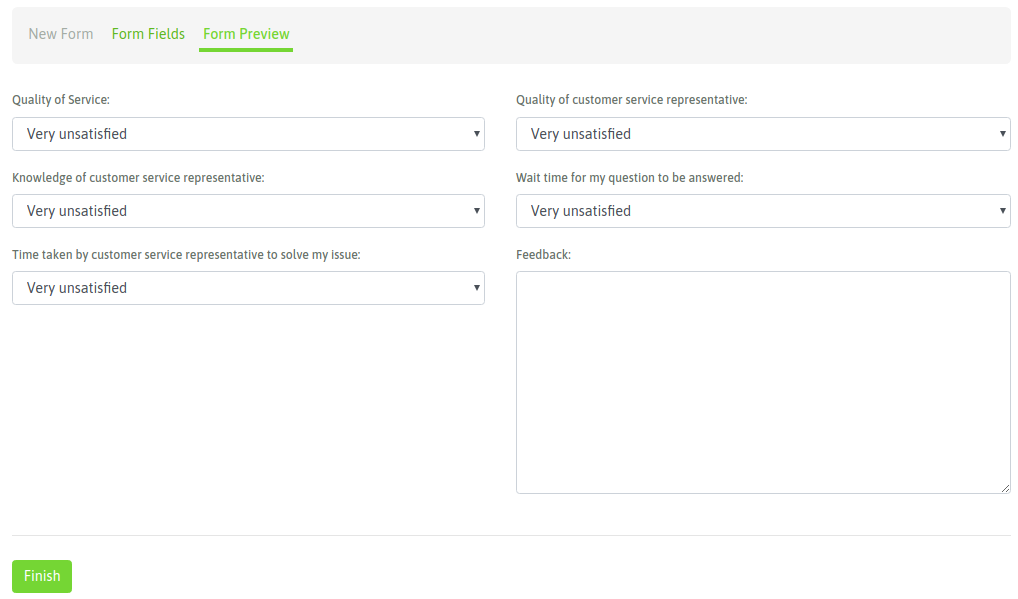 New Form Form Fields Form Preview
Quality of Service: Quality of customer service representative:
Very unsatisfied Very unsatisfied
Knowledge of customer service representative: Wait time for my question to be answered:
Very unsatisfied Very unsatisfied
Time taken by customer service representative to solve my issue: Feedback:
Very unsatisfied
Finish